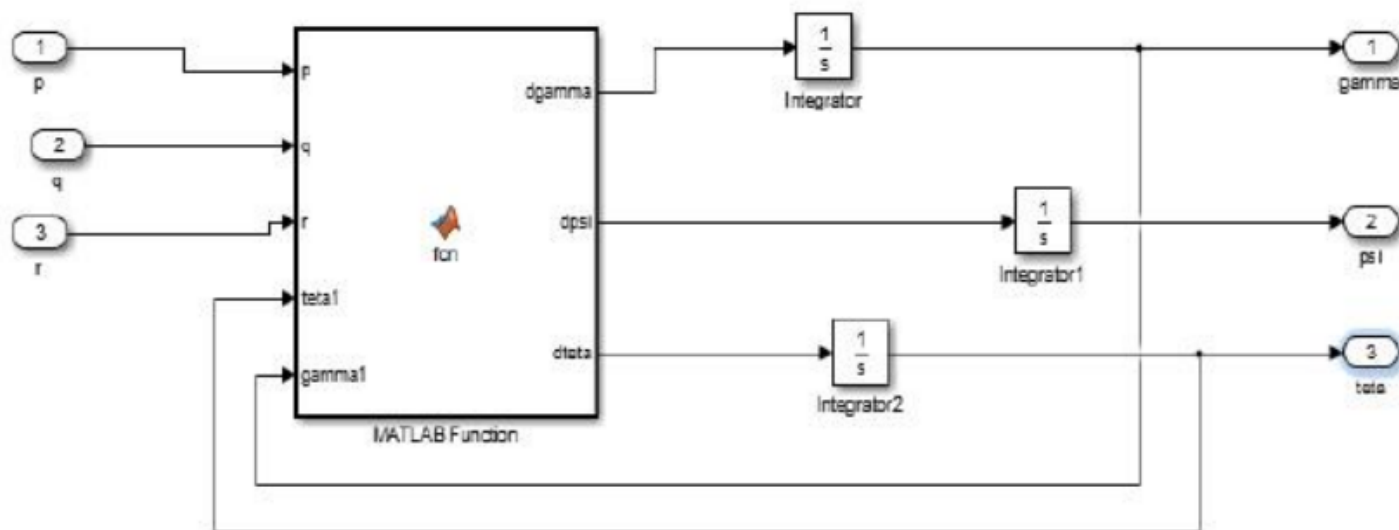 1
p
2
q
3
r
p
q
r
teta1
gamma1
fcn
dgamma
dpsi
dteta
MATLAB Function
1
s
Integrator
1
s
Integrator1
1
s
Integrator2
1
gamma
2
psi
3
teta